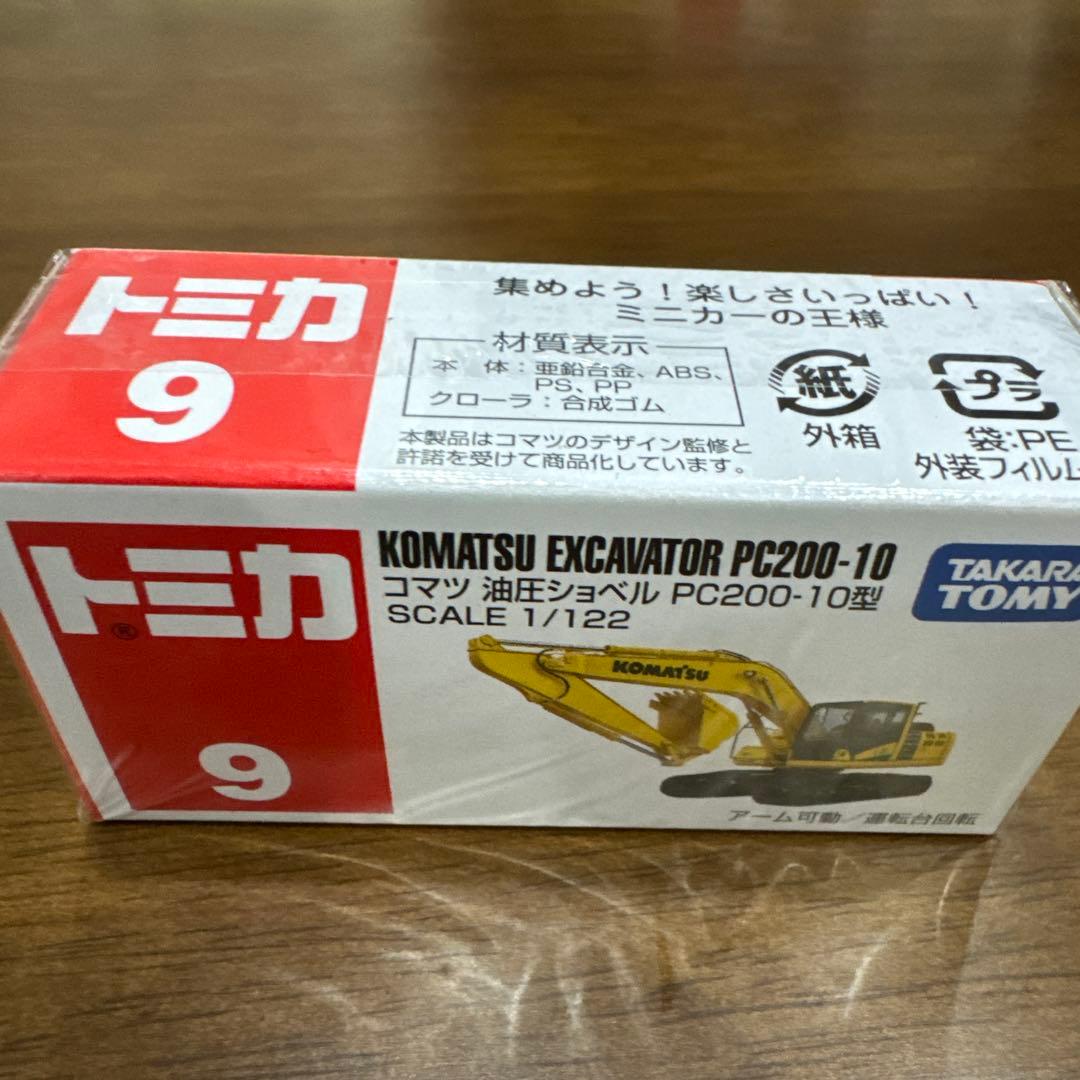 トミカ
9
集めよう！楽しさいっぱい！
ミニカーの王様
材質表示
本 体：亜鉛合金、ABS、
PS、PP
クローラ：合成ゴム
本製品はコマツのデザイン監修と
許諾を受けて商品化しています。
紙
外箱
プラ
袋:PE
外装フィルム
トミカ
®
9
KOMATSU EXCAVATOR PC200-10
コマツ 油圧ショベル PC200-10型
SCALE 1/122
TAKARA
TOMY
KOMATSU
アーム可動／運転台回転